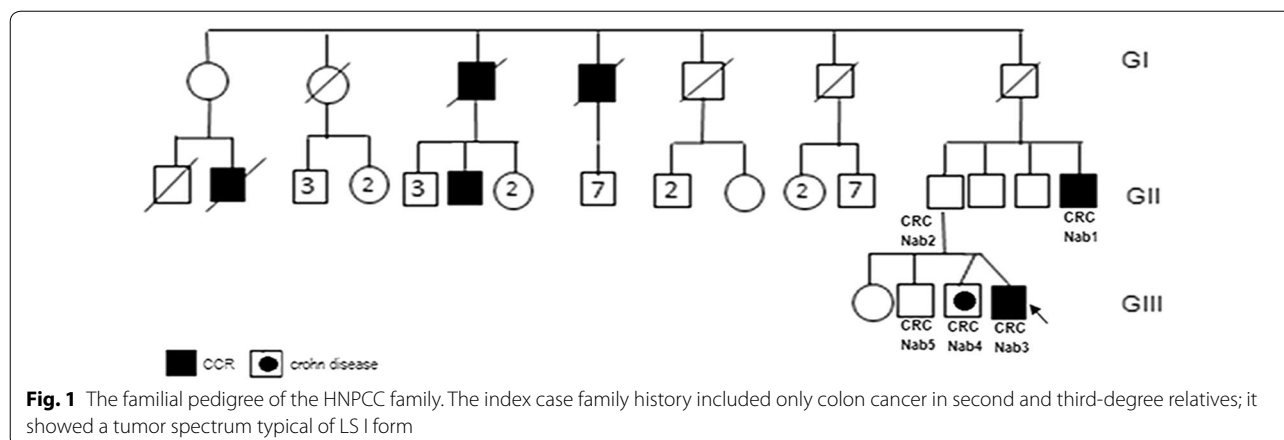 GI
3 2 3 2 7 2 2 7
GII
CRC CRC
Nab2 Nab1
GIII
CRC CRC CRC
Nab5 Nab4 Nab3
CCR crohn disease
Fig. 1 The familial pedigree of the HNPCC family. The index case family history included only colon cancer in second and third-degree relatives; it
showed a tumor spectrum typical of LS I form